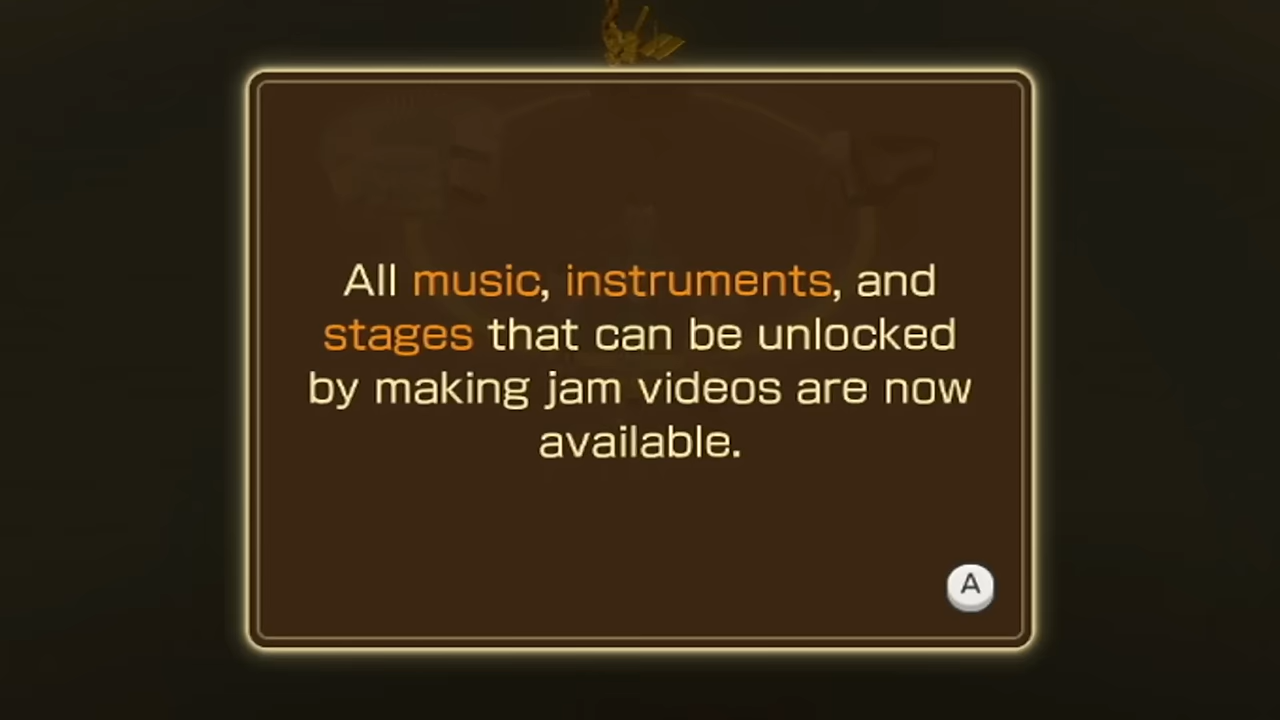 All music, instruments, and
stages that can be unlocked
by making jam videos are now
available.
A